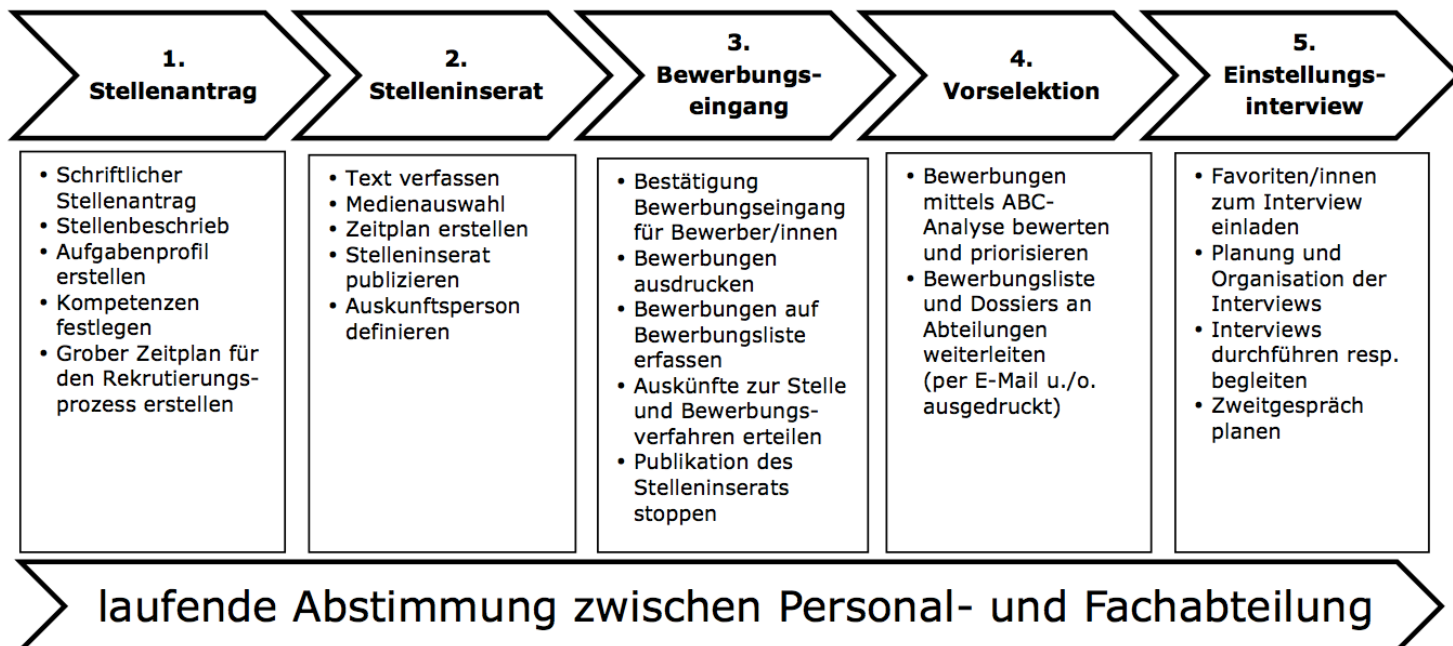 1.
Stellenantrag
2.
Stelleninserat
3.
Bewerbungs-
eingang
4.
Vorselektion
5.
Einstellungs-
interview
• Schriftlicher
Stellenantrag
• Stellenbeschrieb
• Aufgabenprofil
erstellen
• Kompetenzen
festlegen
• Grober Zeitplan für
den Rekrutierungs-
prozess erstellen
• Text verfassen
• Medienauswahl
• Zeitplan erstellen
• Stelleninserat
publizieren
• Auskunftsperson
definieren
• Bestätigung
Bewerbungseingang
für Bewerber/innen
• Bewerbungen
ausdrucken
• Bewerbungen auf
Bewerbungsliste
erfassen
• Auskünfte zur Stelle
und Bewerbungs-
verfahren erteilen
• Publikation des
Stelleninserats
stoppen
• Bewerbungen
mittels ABC-
Analyse bewerten
und priorisieren
• Bewerbungsliste
und Dossiers an
Abteilungen
weiterleiten
(per E-Mail u./o.
ausgedruckt)
• Favoriten/innen
zum Interview
einladen
• Planung und
Organisation der
Interviews
• Interviews
durchführen resp.
begleiten
• Zweitgespräch
planen
laufende Abstimmung zwischen Personal- und Fachabteilung